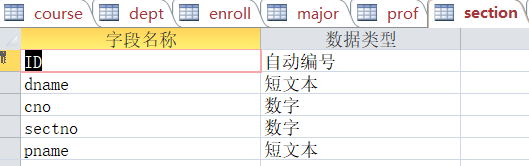 course dept enroll major prof section
字段名称 数据类型
ID 自动编号
dname 短文本
cno 数字
sectno 数字
pname 短文本